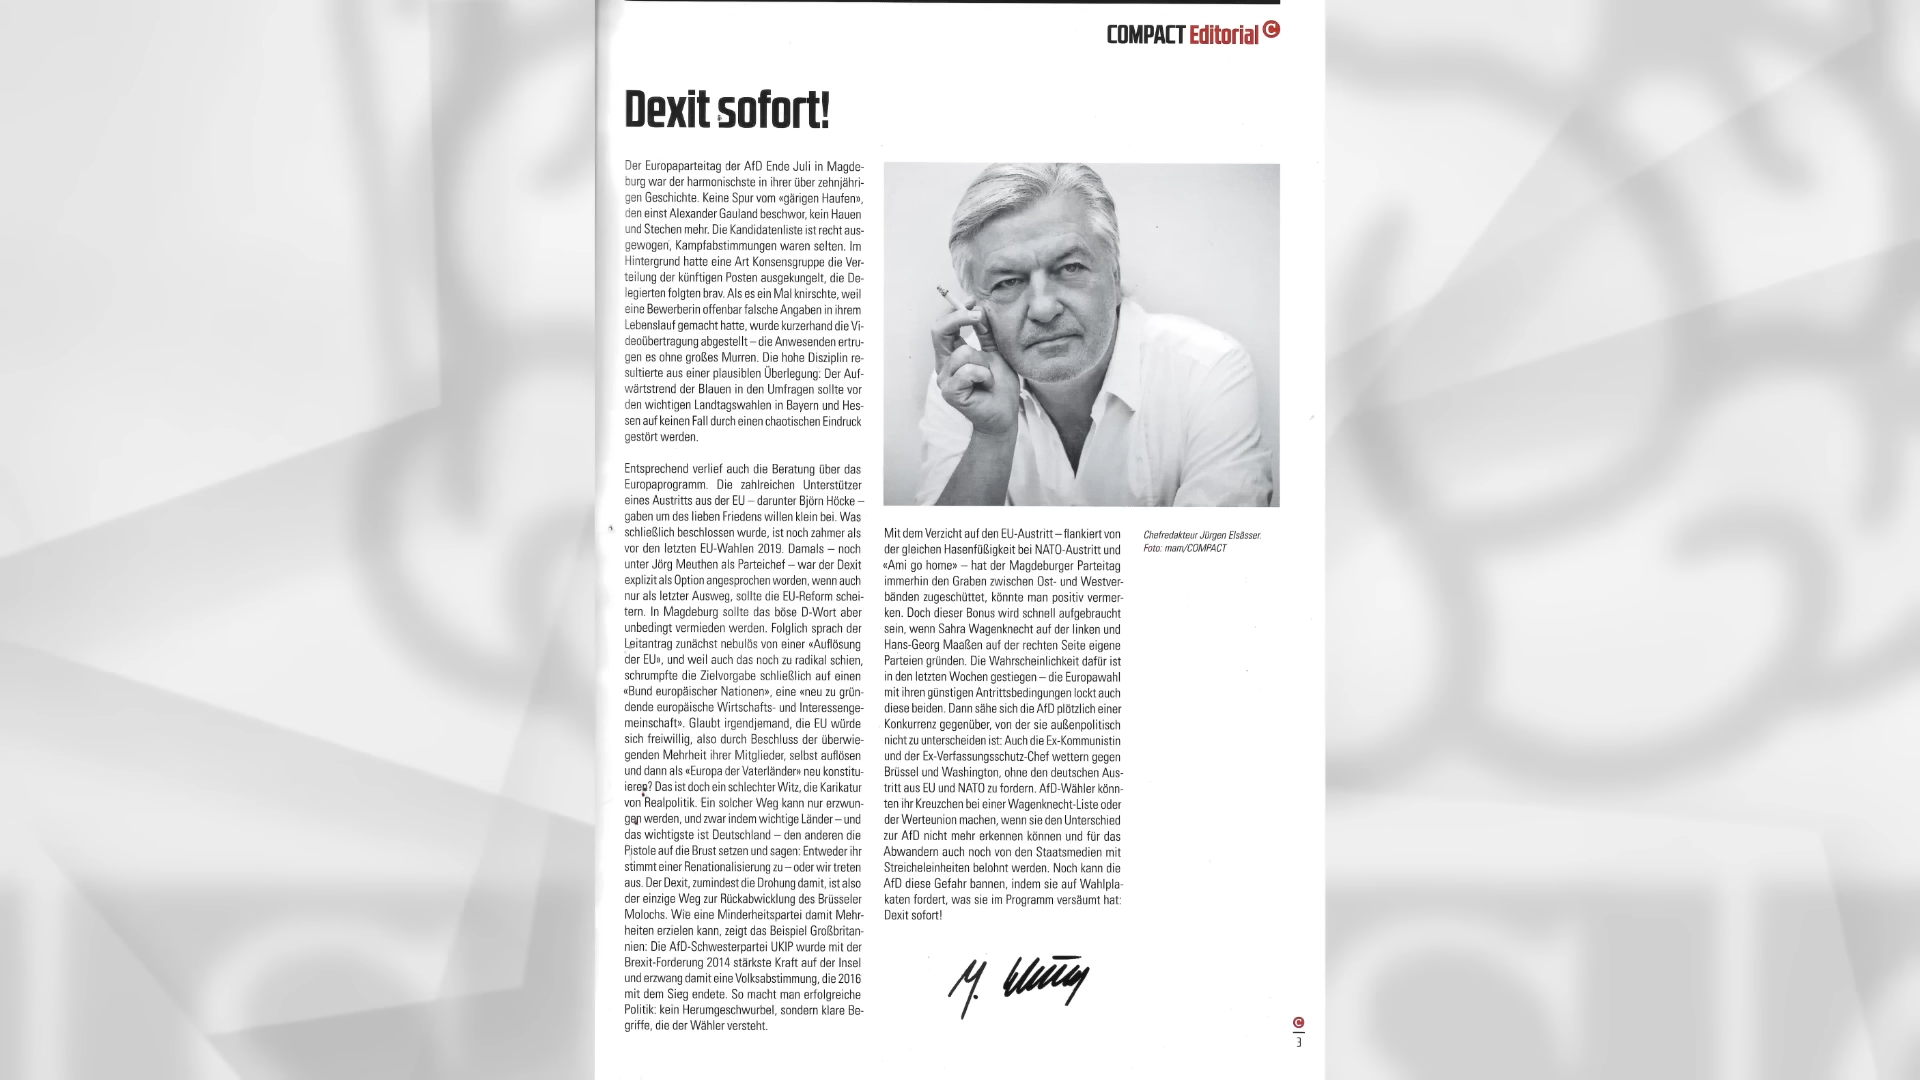 COMPACT Editorial C
Dexit sofort!
Der Europaparteitag der AfD Ende Juli in Magde-
burg war der harmonischste in ihrer über zehnjähri-
gen Geschichte. Keine Spur vom «gärigen Haufen»,
den einst Alexander Gauland beschwor, kein Hauen
und Stechen mehr. Die Kandidatenliste ist recht aus-
gewogen, Kampfabstimmungen waren selten. Im
Hintergrund hatte eine Art Konsensgruppe die Ver-
teilung der künftigen Posten ausgekungelt, die De-
legierten folgten brav. Als es ein Mal knirschte, weil
eine Bewerberin offenbar falsche Angaben in ihrem
Lebenslauf gemacht hatte, wurde kurzerhand die Vi-
deoübertragung abgestellt – die Anwesenden ertru-
gen es ohne großes Murren. Die hohe Disziplin re-
sultierte aus einer plausiblen Überlegung: Der Auf-
wärtstrend der Blauen in den Umfragen sollte vor
den wichtigen Landtagswahlen in Bayern und Hes-
sen auf keinen Fall durch einen chaotischen Eindruck
gestört werden.
Entsprechend verlief auch die Beratung über das
Europaprogramm. Die zahlreichen Unterstützer
eines Austritts aus der EU – darunter Björn Höcke –
gaben um des lieben Friedens willen klein bei. Was
schließlich beschlossen wurde, ist noch zahmer als
vor den letzten EU-Wahlen 2019. Damals – noch
unter Jörg Meuthen als Parteichef – war der Dexit
explizit als Option angesprochen worden, wenn auch
nur als letzter Ausweg, sollte die EU-Reform schei-
tern. In Magdeburg sollte das böse D-Wort aber
unbedingt vermieden werden. Folglich sprach der
Leitantrag zunächst nebulös von einer «Auflösung
der EU», und weil auch das noch zu radikal schien,
schrumpfte die Zielvorgabe schließlich auf einen
«Bund europäischer Nationen», eine «neu zu grün-
dende europäische Wirtschafts- und Interessenge-
meinschaft». Glaubt irgendjemand, die EU würde
sich freiwillig, also durch Beschluss der überwie-
genden Mehrheit ihrer Mitglieder, selbst auflösen
und dann als «Europa der Vaterländer» neu konstitu-
ieren? Das ist doch ein schlechter Witz, die Karikatur
von Realpolitik. Ein solcher Weg kann nur erzwun-
gen werden, und zwar indem wichtige Länder – und
das wichtigste ist Deutschland – den anderen die
Pistole auf die Brust setzen und sagen: Entweder ihr
stimmt einer Renationalisierung zu – oder wir treten
aus. Der Dexit, zumindest die Drohung damit, ist also
der einzige Weg zur Rückabwicklung des Brüsseler
Molochs. Wie eine Minderheitspartei damit Mehr-
heiten erzielen kann, zeigt das Beispiel Großbritan-
nien: Die AfD-Schwesterpartei UKIP wurde mit der
Brexit-Forderung 2014 stärkste Kraft auf der Insel
und erzwang damit eine Volksabstimmung, die 2016
mit dem Sieg endete. So macht man erfolgreiche
Politik: kein Herumgeschwurbel, sondern klare Be-
griffe, die der Wähler versteht.
Mit dem Verzicht auf den EU-Austritt – flankiert von
der gleichen Hasenfüßigkeit bei NATO-Austritt und
«Ami go home» – hat der Magdeburger Parteitag
immerhin den Graben zwischen Ost- und Westver-
bänden zugeschüttet, könnte man positiv vermer-
ken. Doch dieser Bonus wird schnell aufgebraucht
sein, wenn Sahra Wagenknecht auf der linken und
Hans-Georg Maaßen auf der rechten Seite eigene
Parteien gründen. Die Wahrscheinlichkeit dafür ist
in den letzten Wochen gestiegen – die Europawahl
mit ihren günstigen Antrittsbedingungen lockt auch
diese beiden. Dann sähe sich die AfD plötzlich einer
Konkurrenz gegenüber, von der sie außenpolitisch
nicht zu unterscheiden ist: Auch die Ex-Kommunistin
und der Ex-Verfassungsschutz-Chef wettern gegen
Brüssel und Washington, ohne den deutschen Aus-
tritt aus EU und NATO zu fordern. AfD-Wähler könn-
ten ihr Kreuzchen bei einer Wagenknecht-Liste oder
der Werteunion machen, wenn sie den Unterschied
zur AfD nicht mehr erkennen können und für das
Abwandern auch noch von den Staatsmedien mit
Streicheleinheiten belohnt werden. Noch kann die
AfD diese Gefahr bannen, indem sie auf Wahlpla-
katen fordert, was sie im Programm versäumt hat:
Dexit sofort!
Chefredakteur Jürgen Elsässer.
Foto: mam/COMPACT
C
3